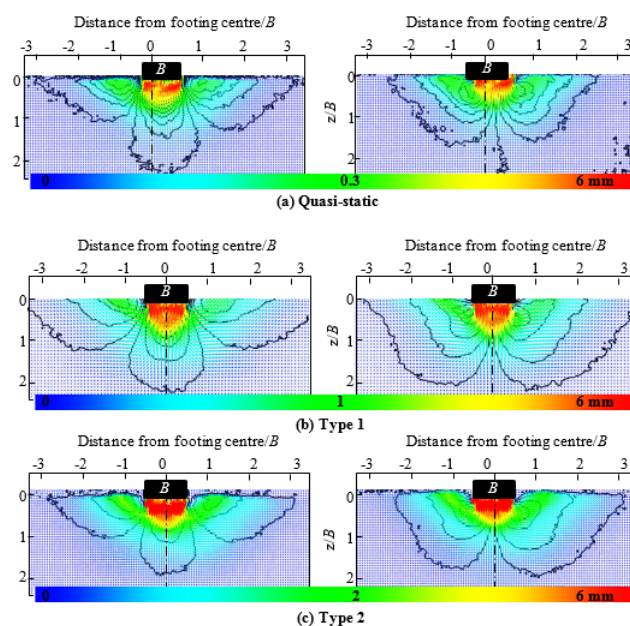 Distance from footing centre/B Distance from footing centre/B
-3 -2 -1 0 1 2 3 -3 -2 -1 0 1 2 3
B B
0 0
1 z/B 1
2 2
0 0.3 6 mm
(a) Quasi-static
Distance from footing centre/B Distance from footing centre/B
-3 -2 -1 0 1 2 3 -3 -2 -1 0 1 2 3
B B
0 0
1 z/B 1
2 2
0 1 6 mm
(b) Type 1
Distance from footing centre/B Distance from footing centre/B
-3 -2 -1 0 1 2 3 -3 -2 -1 0 1 2 3
B B
0 0
1 z/B 1
2 2
0 2 6 mm
(c) Type 2